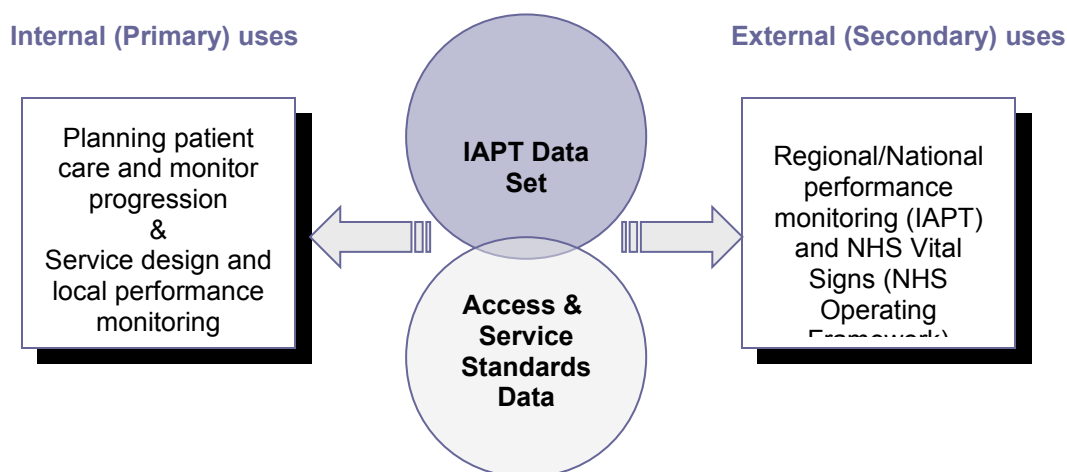 Internal (Primary) uses
External (Secondary) uses
Planning patient
care and monitor
progression
&
Service design and
local performance
monitoring
IAPT Data
Set
Access &
Service
Standards
Data
Regional/National
performance
monitoring (IAPT)
and NHS Vital
Signs (NHS
Operating
Framework)